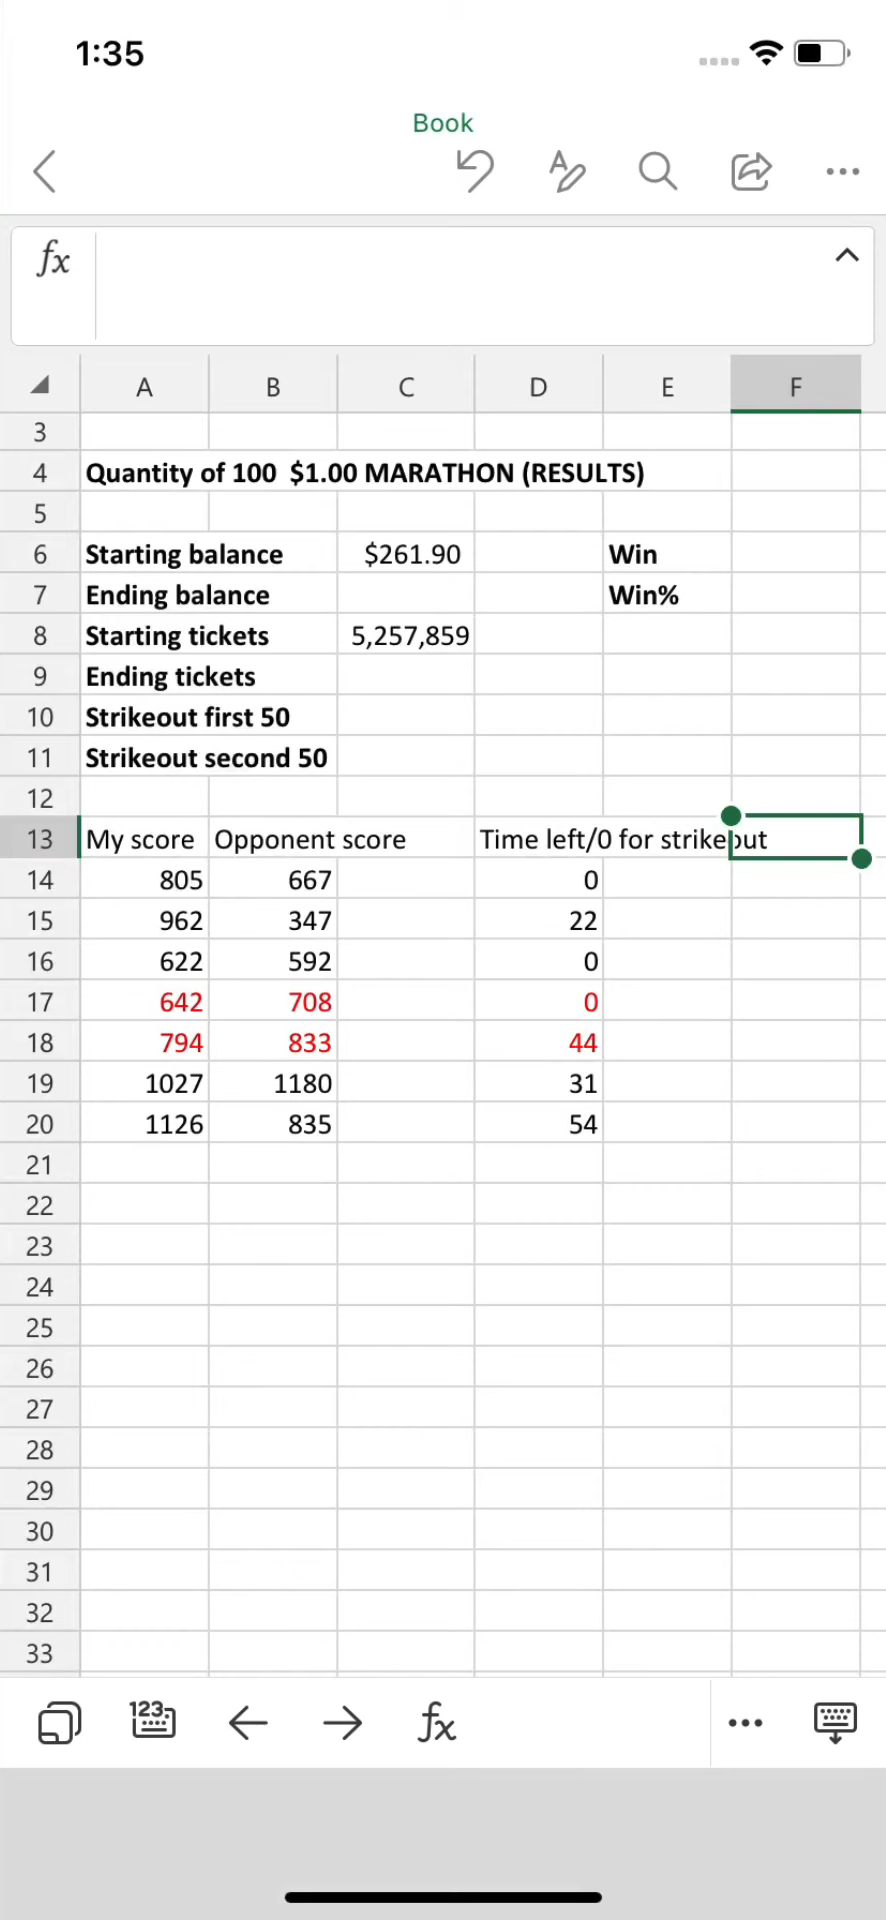 1:35
Book
fx
A B C D E F
3
4 Quantity of 100 $1.00 MARATHON (RESULTS)
5
6 Starting balance $261.90 Win
7 Ending balance Win%
8 Starting tickets 5,257,859
9 Ending tickets
10 Strikeout first 50
11 Strikeout second 50
12
13 My score Opponent score Time left/0 for strikeout
14 805 667 0
15 962 347 22
16 622 592 0
17 642 708 0
18 794 833 44
19 1027 1180 31
20 1126 835 54
21
22
23
24
25
26
27
28
29
30
31
32
33
123 fx